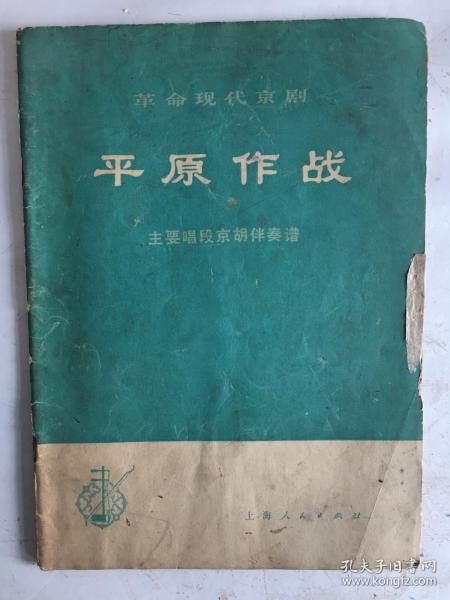 革命现代京剧
平原作战
主要唱段京胡伴奏谱
上海人民出版社
孔夫子旧书网
www.kongfz.com